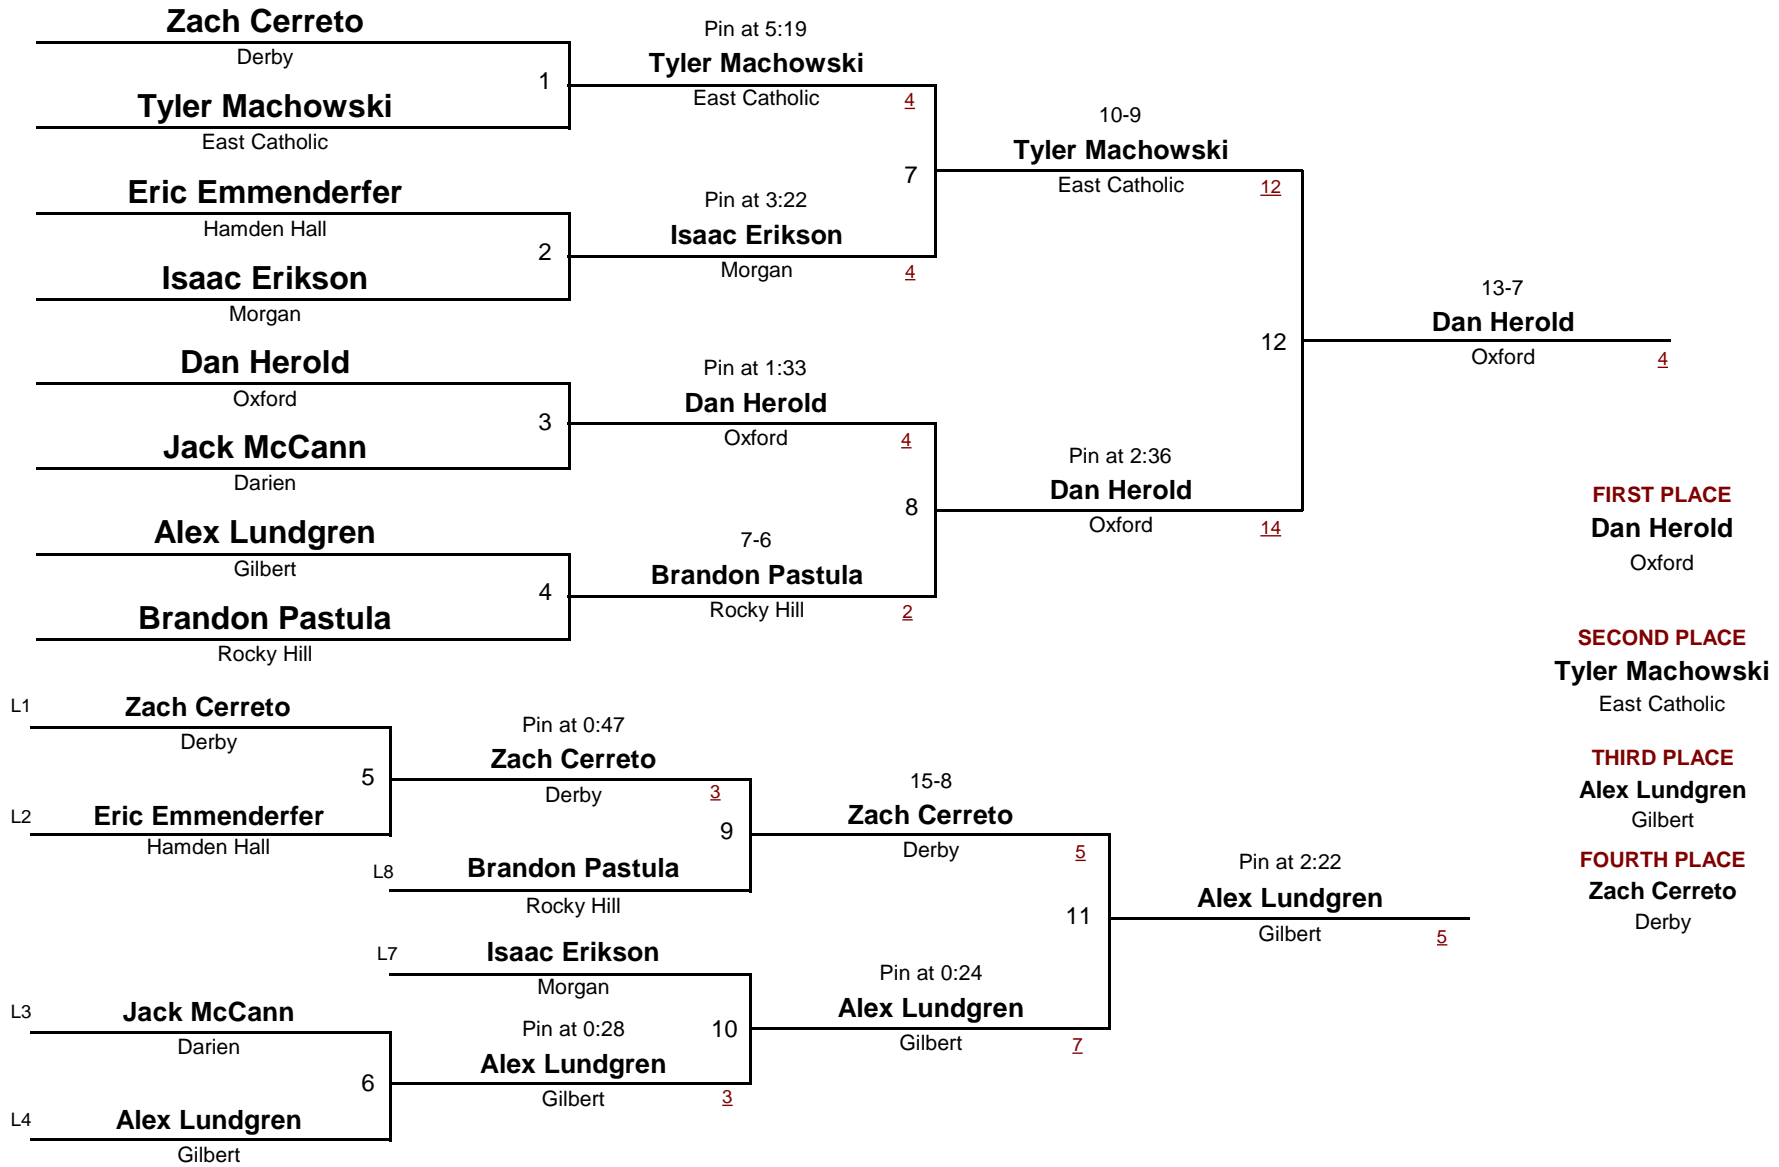 Zach Cerreto
Derby
1
Tyler Machowski
East Catholic
Eric Emmenderfer
Hamden Hall
2
Isaac Erikson
Morgan
Dan Herold
Oxford
3
Jack McCann
Darien
Alex Lundgren
Gilbert
4
Brandon Pastula
Rocky Hill
Pin at 5:19
Tyler Machowski
East Catholic 4
7
Pin at 3:22
Isaac Erikson
Morgan 4
Pin at 1:33
Dan Herold
Oxford 4
8
7-6
Brandon Pastula
Rocky Hill 2
10-9
Tyler Machowski
East Catholic 12
12
Pin at 2:36
Dan Herold
Oxford 14
13-7
Dan Herold
Oxford 4
FIRST PLACE
Dan Herold
Oxford
SECOND PLACE
Tyler Machowski
East Catholic
THIRD PLACE
Alex Lundgren
Gilbert
FOURTH PLACE
Zach Cerreto
Derby
L1 Zach Cerreto
Derby
5
L2 Eric Emmenderfer
Hamden Hall
L3 Jack McCann
Darien
6
L4 Alex Lundgren
Gilbert
Pin at 0:47
Zach Cerreto
Derby 3
9
L8 Brandon Pastula
Rocky Hill
L7 Isaac Erikson
Morgan
10
Pin at 0:28
Alex Lundgren
Gilbert 3
15-8
Zach Cerreto
Derby 5
11
Pin at 0:24
Alex Lundgren
Gilbert 7
Pin at 2:22
Alex Lundgren
Gilbert 5